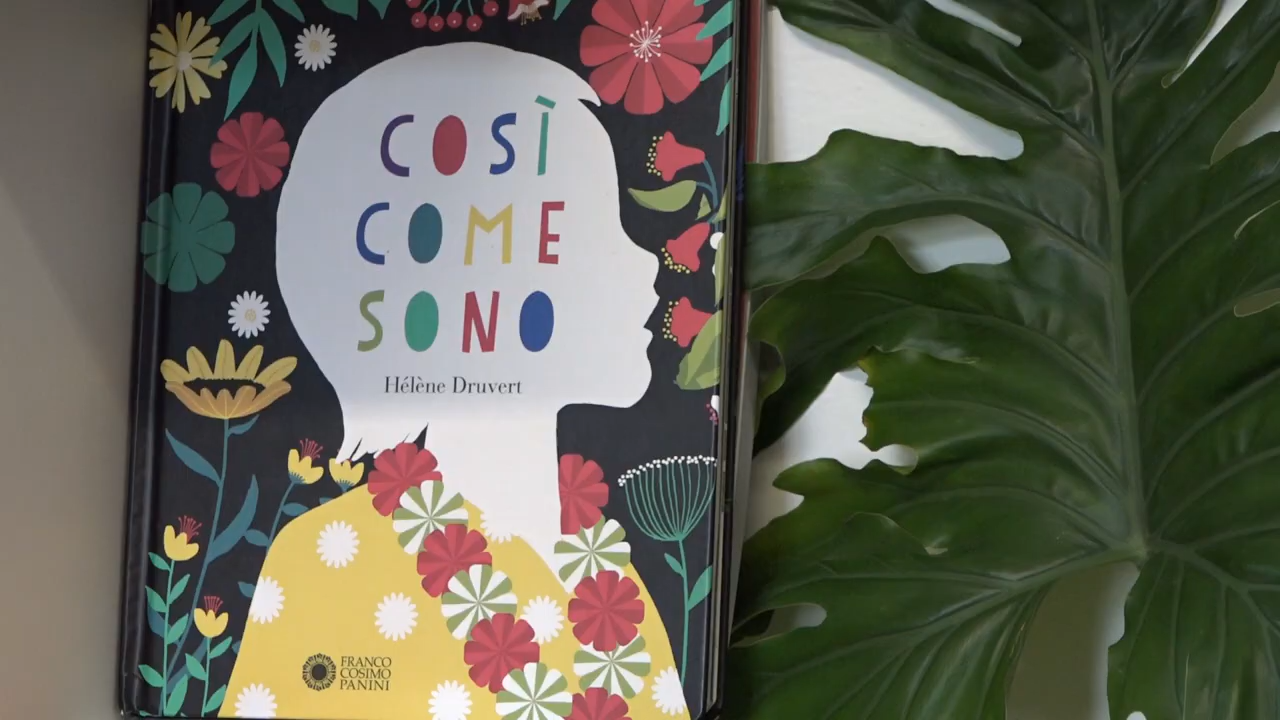 COSÌ
COME
SONO
Hélène Druvert
FRANCO
COSIMO
PANINI